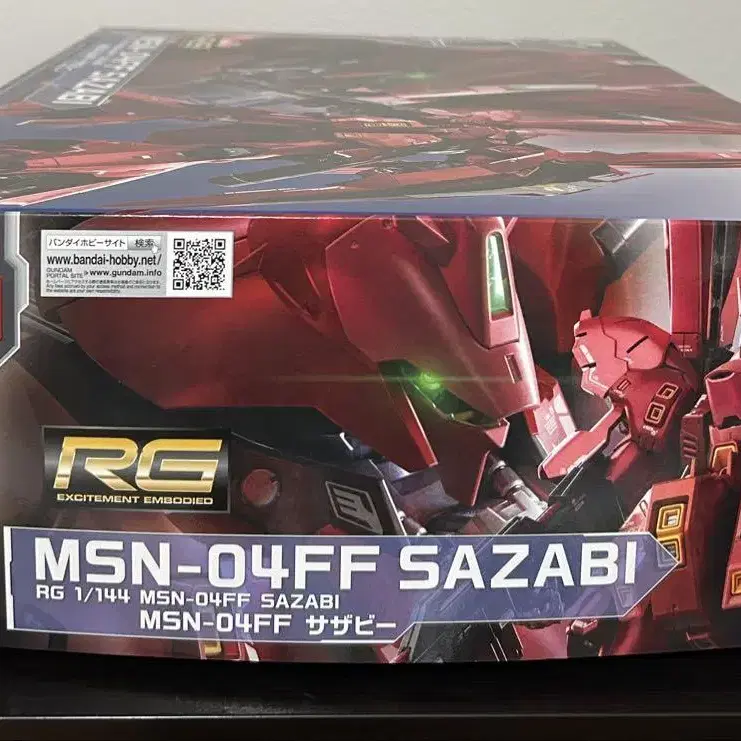 バンダイホビーサイト 検索
www.bandai-hobby.net/
GUNDAM
PORTAL SITE >www.gundam.info
RG
EXCITEMENT EMBODIED
MSN-04FF SAZABI
RG 1/144 MSN-04FF SAZABI
MSN-04FF サザビー